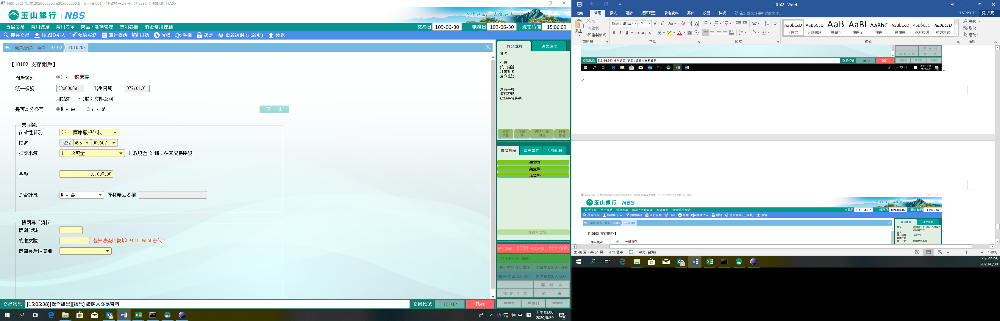 NBS-uat2 (版本:2020062902.b2020062902) 使用者:00144(測試櫃一戊) 分行別:9232 工作站:L9711A05
玉山銀行 | NBS
心清如玉 義重如山
自選交易 常用連結 常用表單 商品 / 活動管理 智能客服 消金常用連結
交易日 109-06-30 帳務日 109-06-30 現在時間 15:06:09
搜尋交易 帳號ID引入 預約服務 蒞行提醒 日誌 授權 廣播 鎖定 重啟週邊 (已啟動) 簽退
開戶/銷戶 開戶 10102 1010203
【10102 支存開戶】
開戶類別 1 - 一般支存
統一編號 58000008 出生日期 077/01/01
測試張一一（股）有限公司
是否為分公司 N - 否 Y - 是
下一步
支存開戶
存款性質別 56 - 國庫專戶存款
帳號 9232 493 000507
扣款來源 1 - 收現金 1-收現金 2-銷：多筆交易序號
金額 10,000.00
是否計息 N - 否 優利產品名稱
機關專戶資料
機關代號
核准文號 若無法查明請以09403509050替代。
機關專戶性質別
身分識別 產品往來
姓名
生日
統一編號
理專姓名
身分註記
注意事項
簡訊密碼
近期事故異動
顧客資訊 手續費 通路/共同行銷 顧客影像
推薦商品 重要事件 互動記錄
無資料
無資料
無資料
一般轉介登錄
服務號碼： 0000 等候時間： 00分00秒
V I P:0人 00分
個人交易:0人 00分 企業交易:0人 00分
開戶/申請:0人 00分 外匯業務:0人 00分
再 呼 叫
預 約 叫 號 結 束
無資料 無資料 無資料
交易訊息 [15:05:38][操作訊息][訊息] 請輸入交易資料 交易代號 10102 執行
中 下午 03:06
2020/6/30
4
10102 - Word
檔案 常用 插入 設計 版面配置 參考資料 郵件 校閱 檢視 告訴我您想要執行的動作... TEST19072 共用
貼上 剪下 複製 複製格式
新細明體 (本文 12
AaBbCcD 內文
AaBbCcD 無間距
AaB 標題 1
AaBl 標題 2
AaBbC 標題
AaBbCcD 副標題
AaBbCcD 區別強調
AaBbCcD 強調斜體
尋找
取代
選取
剪貼簿 字型 段落 樣式 編輯
再 呼 叫
預 約 叫 號 結 束
交易訊息 [11:44:16][操作訊息][訊息] 請輸入交易資料 交易代號 10102 執行 無資料 無資料 無資料
中 上午 11:44
2020/4/7
NBS-uat2 (版本:2020040602.b2020040602) 使用者:00144(測試櫃一戊) 分行別:9232 工作站:L9711A05
玉山銀行 | NBS
心清如玉 義重如山
自選交易 常用連結 常用表單 商品 / 活動管理 智能客服 消金常用連結
交易日 109-04-07 帳務日 109-04-07 現在時間 11:43:34
搜尋交易 帳號ID引入 預約服務 蒞行提醒 日誌 授權 廣播:257 鎖定 重啟週邊 (已啟動) 簽退
開戶/銷戶 開戶 10102 1010203
【10102 支存開戶】
開戶類別 1 - 一般支存
身分識別 產品往來
姓名 測試張一甲（股）有限公司
生日
統一編號 50000003
理專姓名
身分註記 顧客狀態異常
第 48 頁，共 51 頁 471 個字 中文 (台灣) 140%
下午 03:06
2020/6/30